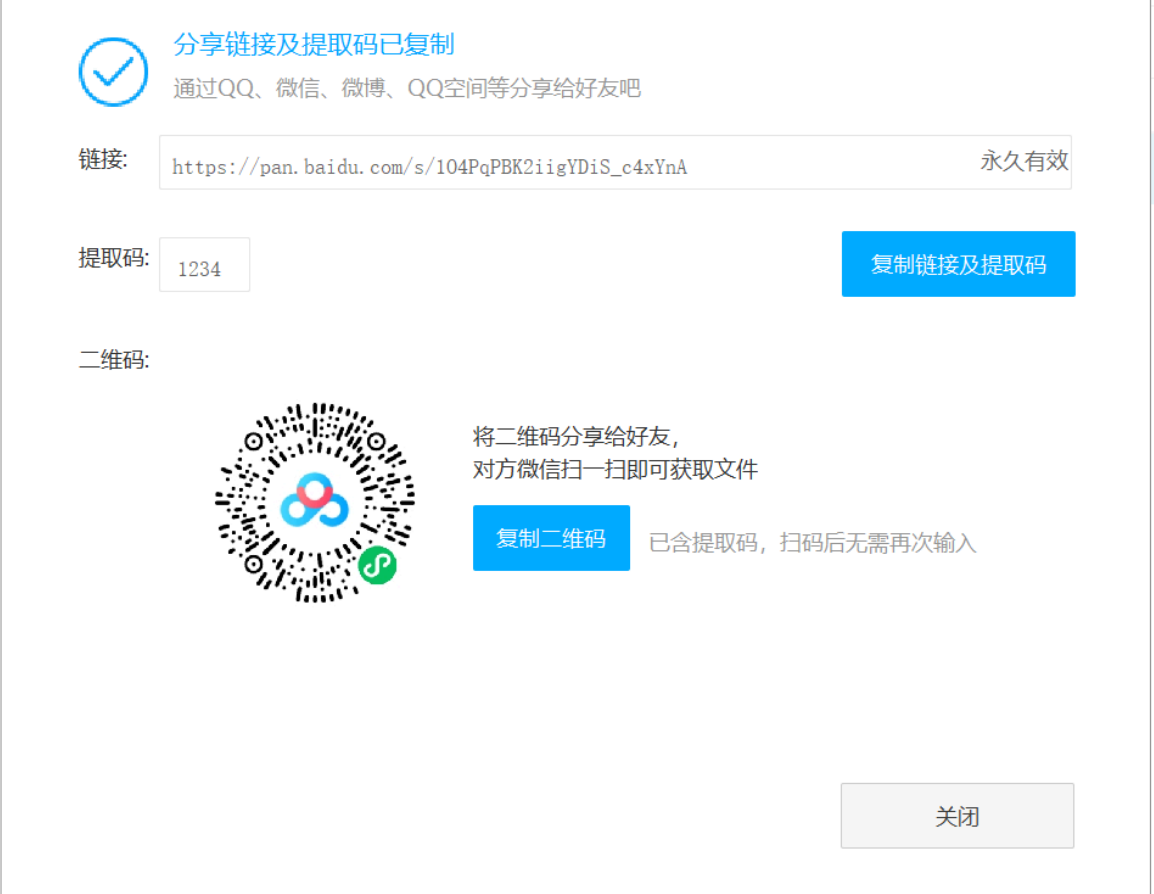 分享链接及提取码已复制
通过QQ、微信、微博、QQ空间等分享给好友吧
链接: https://pan.baidu.com/s/1O4PqPBK2iigYDiS_c4xYnA 永久有效
提取码: 1234 复制链接及提取码
二维码:
将二维码分享给好友，
对方微信扫一扫即可获取文件
复制二维码 已含提取码，扫码后无需再次输入
关闭